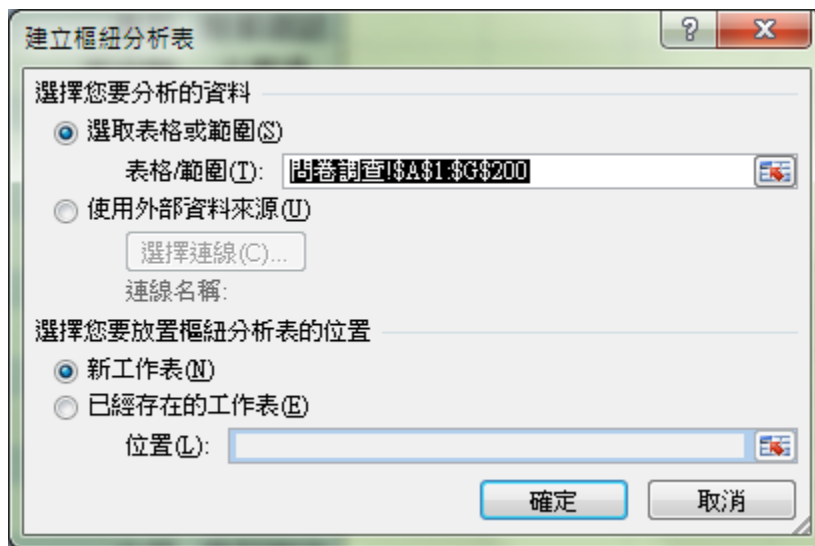 建立樞紐分析表
選擇您要分析的資料
選取表格或範圍(S)
表格/範圍(T): 問卷調查!$A$1:$G$200
使用外部資料來源(U)
選擇連線(C)...
連線名稱:
選擇您要放置樞紐分析表的位置
新工作表(N)
已經存在的工作表(E)
位置(L):
確定 取消